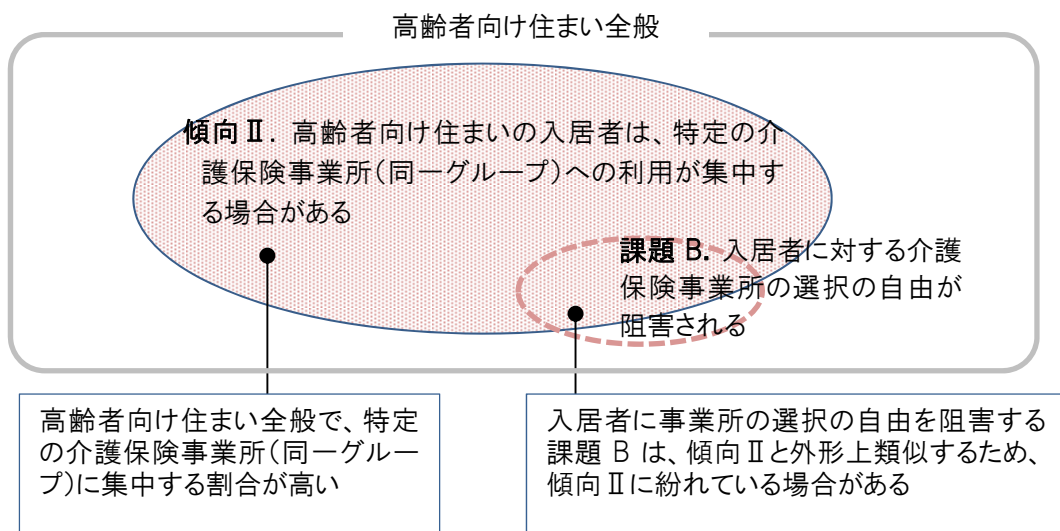 高齢者向け住まい全般
傾向Ⅱ. 高齢者向け住まいの入居者は、特定の介
護保険事業所(同一グループ)への利用が集中す
る場合がある
課題 B. 入居者に対する介護
保険事業所の選択の自由が
阻害される
高齢者向け住まい全般で、特定
の介護保険事業所(同一グルー
プ)に集中する割合が高い
入居者に事業所の選択の自由を阻害する
課題 B は、傾向Ⅱと外形上類似するため、
傾向Ⅱに紛れている場合がある